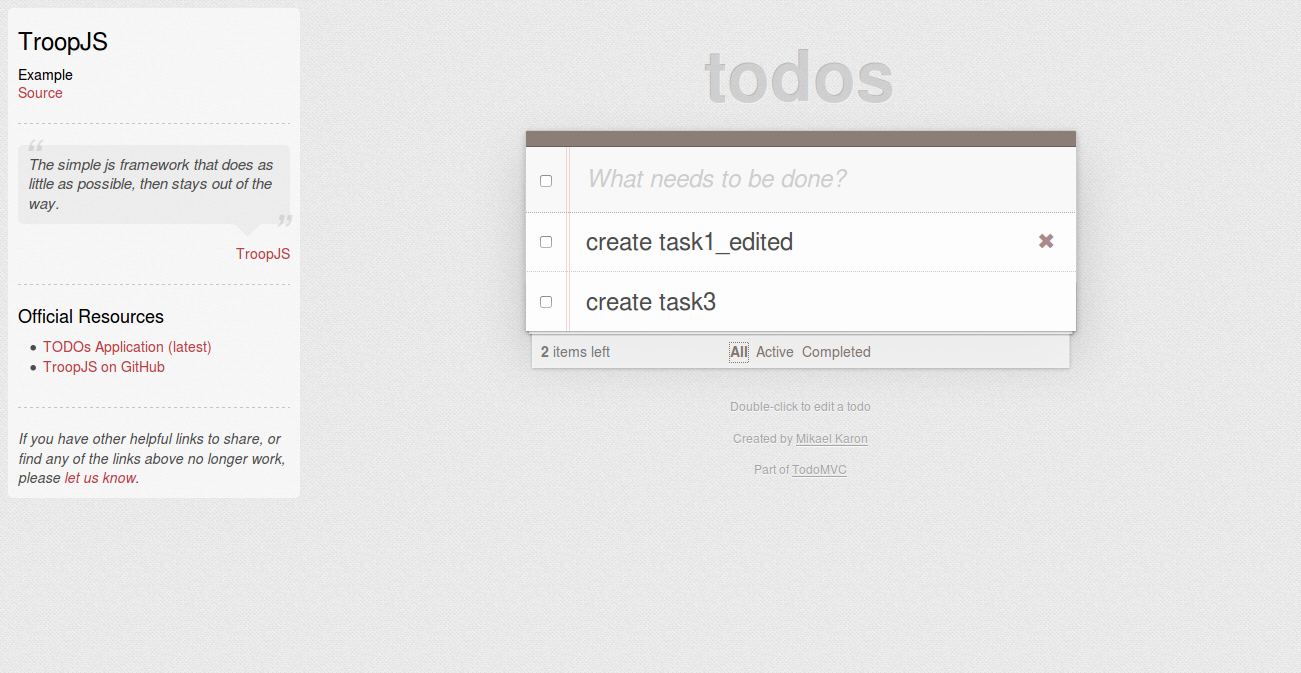 TroopJS
Example
Source
“
The simple js framework that does as
little as possible, then stays out of the
way.
”
TroopJS
Official Resources
TODOs Application (latest)
TroopJS on GitHub
If you have other helpful links to share, or
find any of the links above no longer work,
please let us know.
todos
What needs to be done?
create task1_edited ✖
create task3
2 items left All Active Completed
Double-click to edit a todo
Created by Mikael Karon
Part of TodoMVC